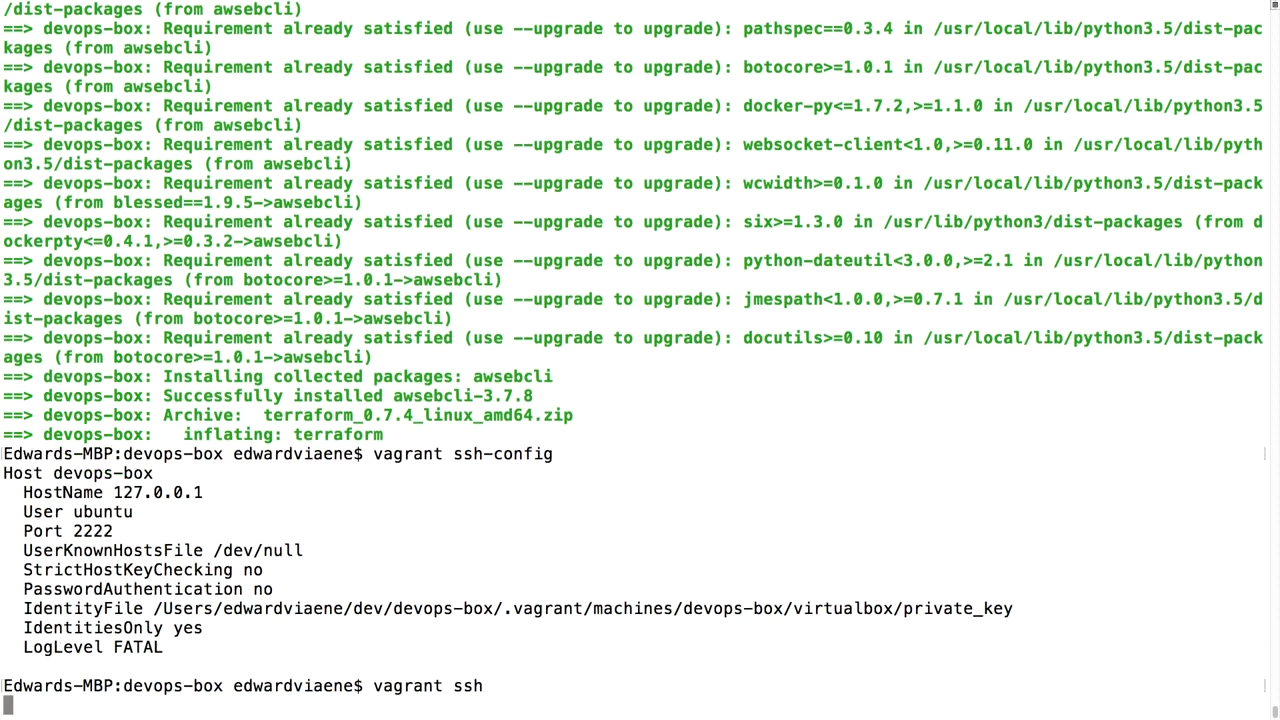 /dist-packages (from awsebcli)
==> devops-box: Requirement already satisfied (use --upgrade to upgrade): pathspec==0.3.4 in /usr/local/lib/python3.5/dist-pac
kages (from awsebcli)
==> devops-box: Requirement already satisfied (use --upgrade to upgrade): botocore>=1.0.1 in /usr/local/lib/python3.5/dist-pac
kages (from awsebcli)
==> devops-box: Requirement already satisfied (use --upgrade to upgrade): docker-py<=1.7.2,>=1.1.0 in /usr/local/lib/python3.5
/dist-packages (from awsebcli)
==> devops-box: Requirement already satisfied (use --upgrade to upgrade): websocket-client<1.0,>=0.11.0 in /usr/local/lib/pyth
on3.5/dist-packages (from awsebcli)
==> devops-box: Requirement already satisfied (use --upgrade to upgrade): wcwidth>=0.1.0 in /usr/local/lib/python3.5/dist-pack
ages (from blessed==1.9.5->awsebcli)
==> devops-box: Requirement already satisfied (use --upgrade to upgrade): six>=1.3.0 in /usr/lib/python3/dist-packages (from d
ockerpty<=0.4.1,>=0.3.2->awsebcli)
==> devops-box: Requirement already satisfied (use --upgrade to upgrade): python-dateutil<3.0.0,>=2.1 in /usr/local/lib/python
3.5/dist-packages (from botocore>=1.0.1->awsebcli)
==> devops-box: Requirement already satisfied (use --upgrade to upgrade): jmespath<1.0.0,>=0.7.1 in /usr/local/lib/python3.5/d
ist-packages (from botocore>=1.0.1->awsebcli)
==> devops-box: Requirement already satisfied (use --upgrade to upgrade): docutils>=0.10 in /usr/local/lib/python3.5/dist-pack
ages (from botocore>=1.0.1->awsebcli)
==> devops-box: Installing collected packages: awsebcli
==> devops-box: Successfully installed awsebcli-3.7.8
==> devops-box: Archive:  terraform_0.7.4_linux_amd64.zip
==> devops-box:   inflating: terraform
Edwards-MBP:devops-box edwardviaene$ vagrant ssh-config
Host devops-box
  HostName 127.0.0.1
  User ubuntu
  Port 2222
  UserKnownHostsFile /dev/null
  StrictHostKeyChecking no
  PasswordAuthentication no
  IdentityFile /Users/edwardviaene/dev/devops-box/.vagrant/machines/devops-box/virtualbox/private_key
  IdentitiesOnly yes
  LogLevel FATAL
Edwards-MBP:devops-box edwardviaene$ vagrant ssh